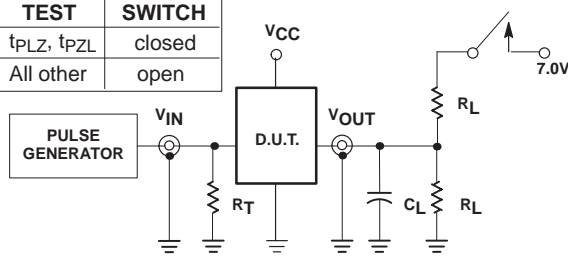 TEST SWITCH
tPLZ, tPZL closed
All other open
VCC
7.0V
RL
VIN
VOUT
PULSE
GENERATOR
D.U.T.
RT
CL
RL